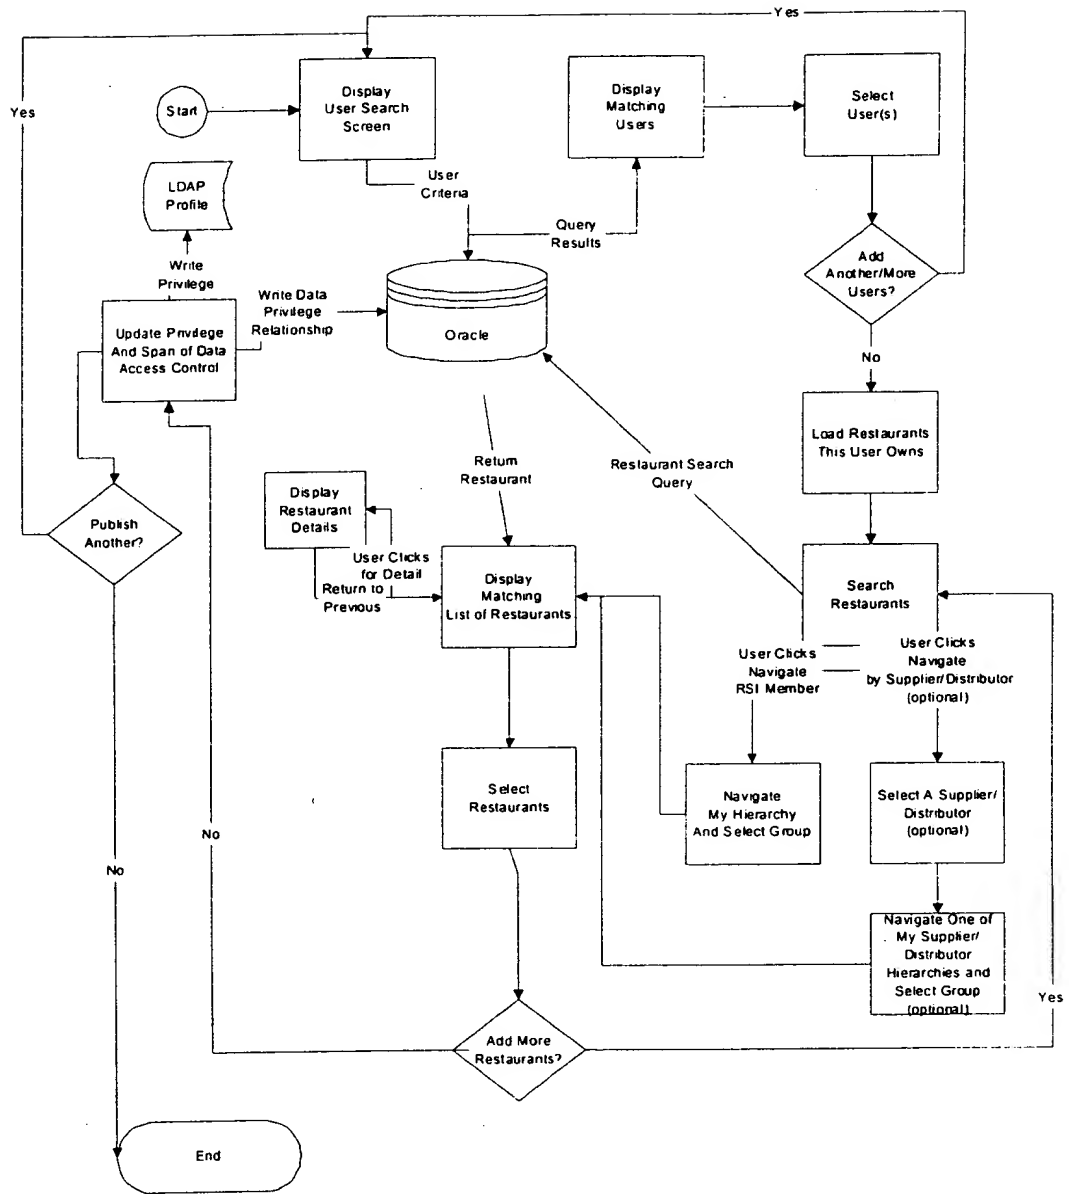 Yes
Yes
Start
Display
User Search
Screen
Display
Matching
Users
Select
User(s)
LDAP
Profile
User
Criteria
Query
Results
Write
Privilege
Write Data
Privilege
Relationship
Add
Another/More
Users?
Update Privilege
And Span of Data
Access Control
Oracle
No
Load Restaurants
This User Owns
Return
Restaurant
Restaurant Search
Query
Display
Restaurant
Details
Publish
Another?
User Clicks
for Detail
Return to
Previous
Display
Matching
List of Restaurants
Search
Restaurants
User Clicks
Navigate
RSI Member
User Clicks
Navigate
by Supplier/Distributor
(optional)
Select
Restaurants
Navigate
My Hierarchy
And Select Group
Select A Supplier/
Distributor
(optional)
No
No
Navigate One of
My Supplier/
Distributor
Hierarchies and
Select Group
(optional)
Yes
Add More
Restaurants?
End